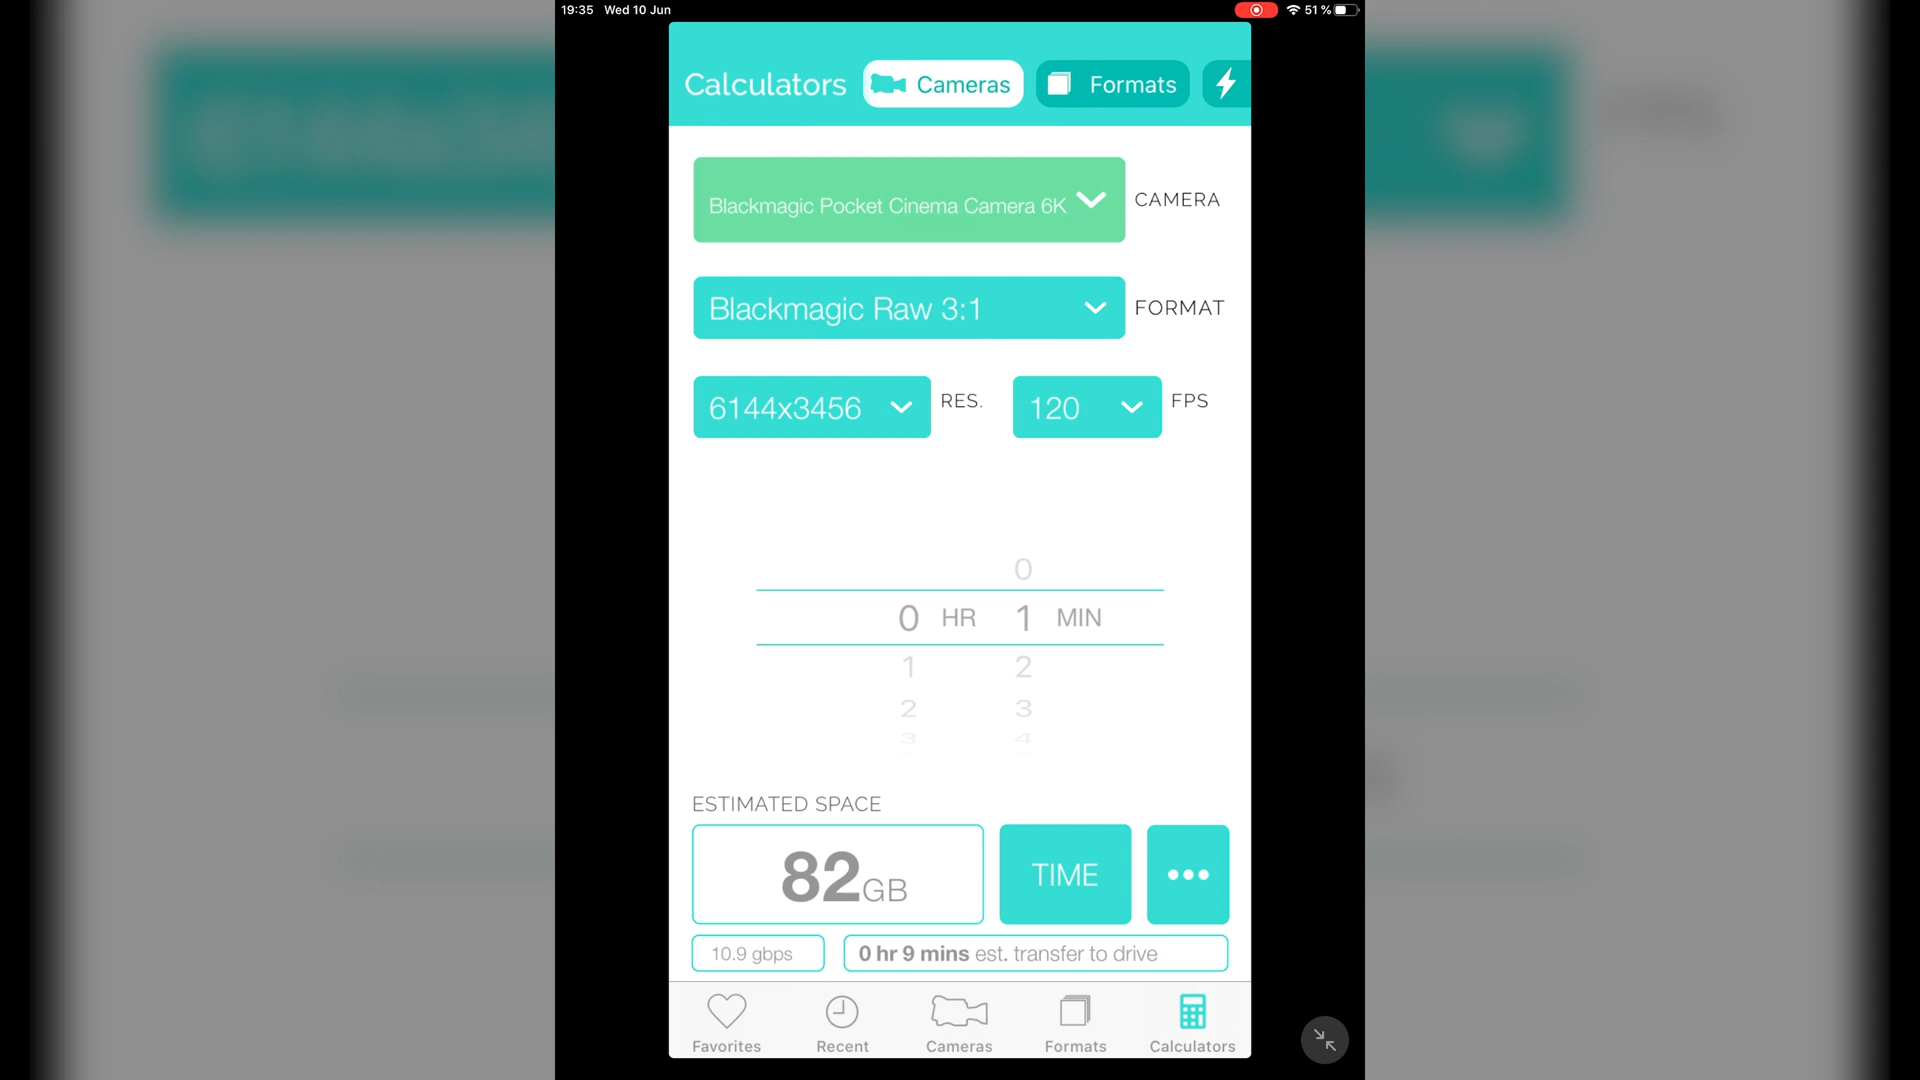 19:35 Wed 10 Jun 51 %
Calculators Cameras Formats
Blackmagic Pocket Cinema Camera 6K CAMERA
Blackmagic Raw 3:1 FORMAT
6144x3456 RES. 120 FPS
0
0 HR 1 MIN
1 2
2 3
3 4
ESTIMATED SPACE
82GB TIME
10.9 gbps 0 hr 9 mins est. transfer to drive
Favorites Recent Cameras Formats Calculators